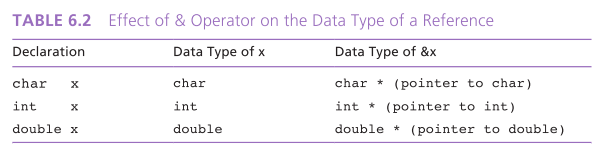 TABLE 6.2 Effect of & Operator on the Data Type of a Reference
Declaration Data Type of x Data Type of &x
char x char char * (pointer to char)
int x int int * (pointer to int)
double x double double * (pointer to double)